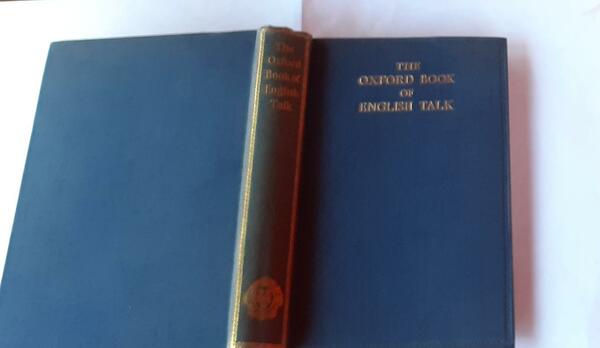 The
Oxford
Book of
English
Talk
THE
OXFORD BOOK
OF
ENGLISH TALK